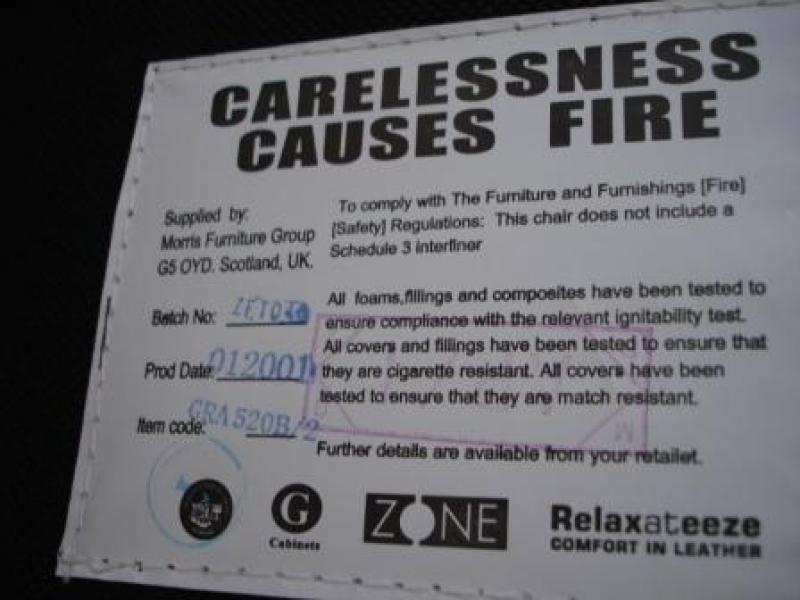 CARELESSNESS
CAUSES FIRE
Supplied by:
Morris Furniture Group
G5 OYD. Scotland, UK.
To comply with The Furniture and Furnishings [Fire]
[Safety] Regulations: This chair does not include a
Schedule 3 interliner
Batch No:
Prod Date: 012001
Item code: GRA520B/2
All foams,fillings and composites have been tested to
ensure compliance with the relevant ignitability test.
All covers and fillings have been tested to ensure that
they are cigarette resistant. All covers have been
tested to ensure that they are match resistant.
Further details are available from your retailet.
G
Cabinets
ZONE
Relaxateeze
COMFORT IN LEATHER